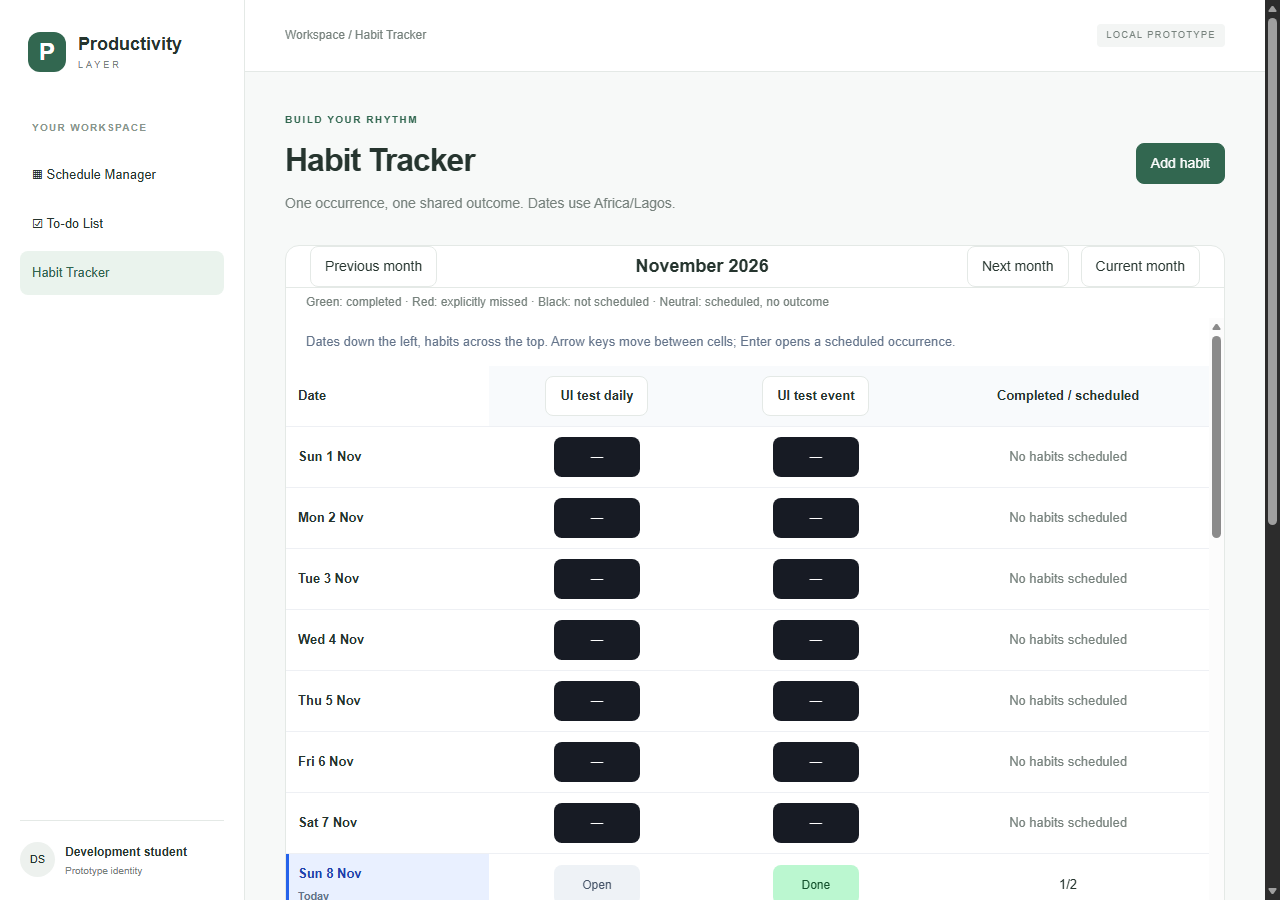 P
Productivity
LAYER
YOUR WORKSPACE
▦ Schedule Manager
☑ To-do List
Habit Tracker
DS
Development student
Prototype identity
Workspace / Habit Tracker
LOCAL PROTOTYPE
BUILD YOUR RHYTHM
Habit Tracker
Add habit
One occurrence, one shared outcome. Dates use Africa/Lagos.
Previous month
November 2026
Next month
Current month
Green: completed · Red: explicitly missed · Black: not scheduled · Neutral: scheduled, no outcome
Dates down the left, habits across the top. Arrow keys move between cells; Enter opens a scheduled occurrence.
Date UI test daily UI test event Completed / scheduled
Sun 1 Nov — — No habits scheduled
Mon 2 Nov — — No habits scheduled
Tue 3 Nov — — No habits scheduled
Wed 4 Nov — — No habits scheduled
Thu 5 Nov — — No habits scheduled
Fri 6 Nov — — No habits scheduled
Sat 7 Nov — — No habits scheduled
Sun 8 Nov Open Done 1/2
Today